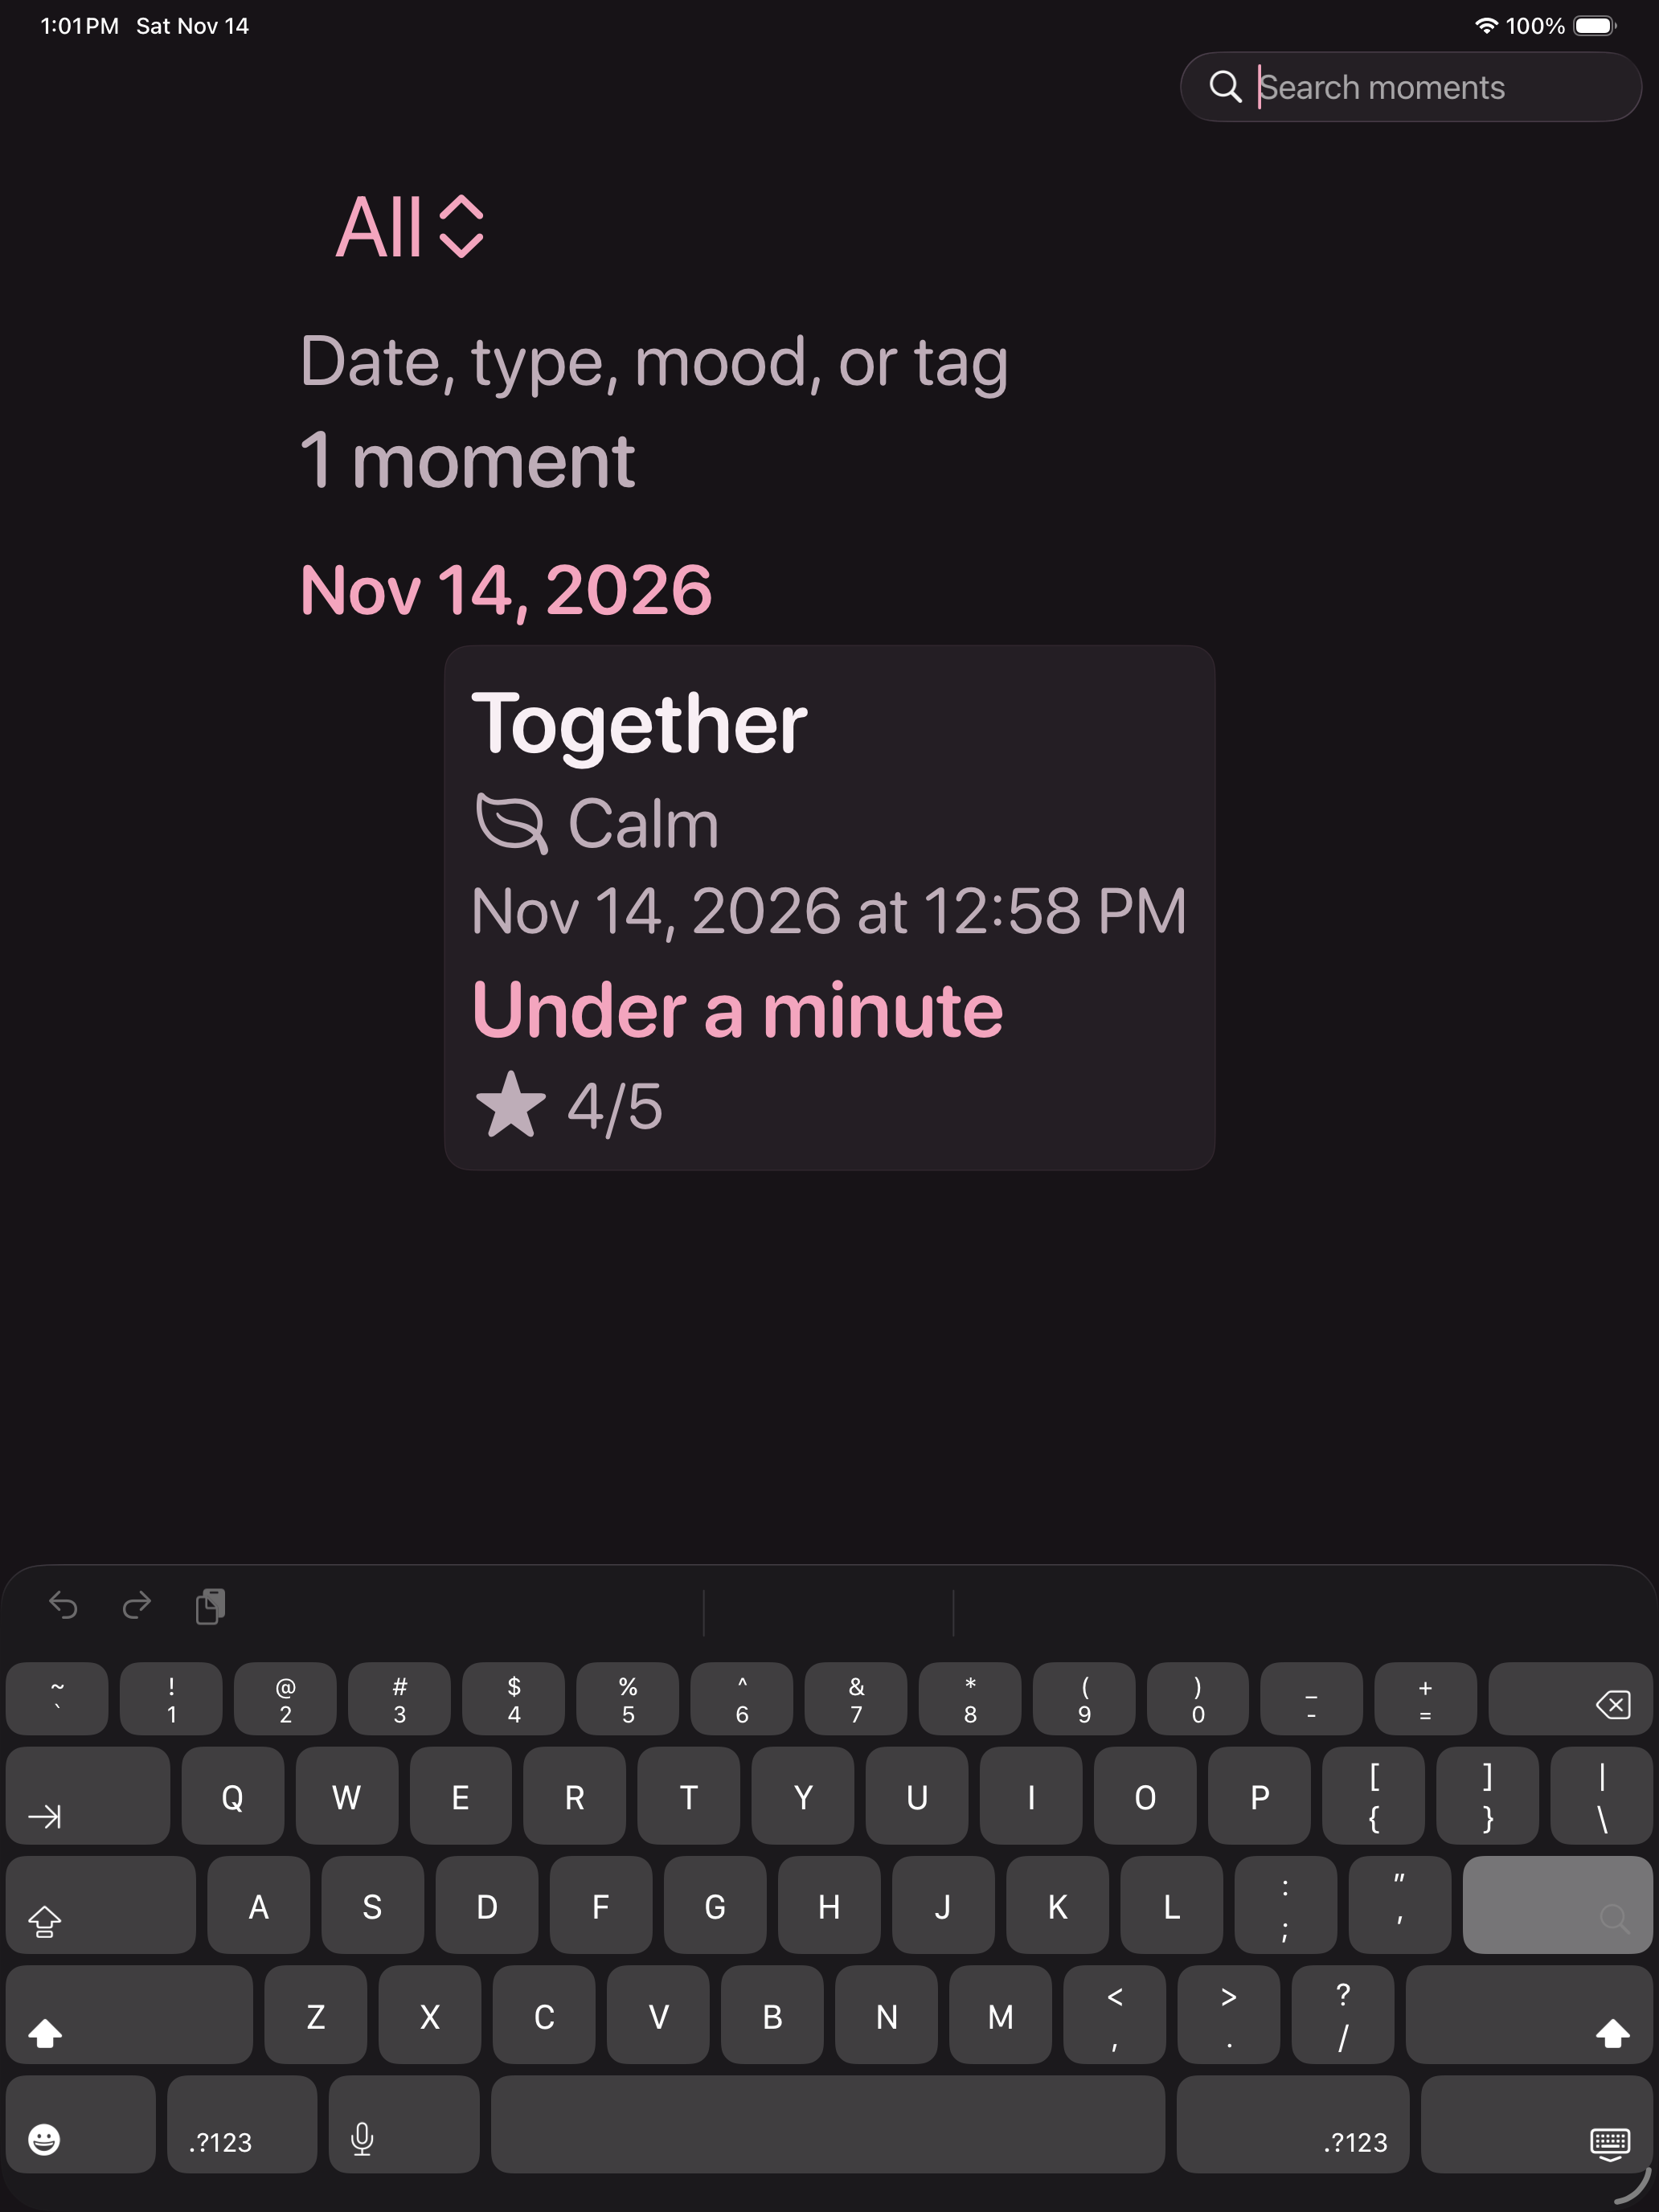 1:01 PM Sat Nov 14 100%
Search moments
All
Date, type, mood, or tag
1 moment
Nov 14, 2026
Together
Calm
Nov 14, 2026 at 12:58 PM
Under a minute
4/5
~ ! @ # $ % ^ & * ( ) _ +
` 1 2 3 4 5 6 7 8 9 0 - =
Q W E R T Y U I O P [ ] |
{ } \
A S D F G H J K L : "
; '
Z X C V B N M < > ?
, . /
.?123 .?123